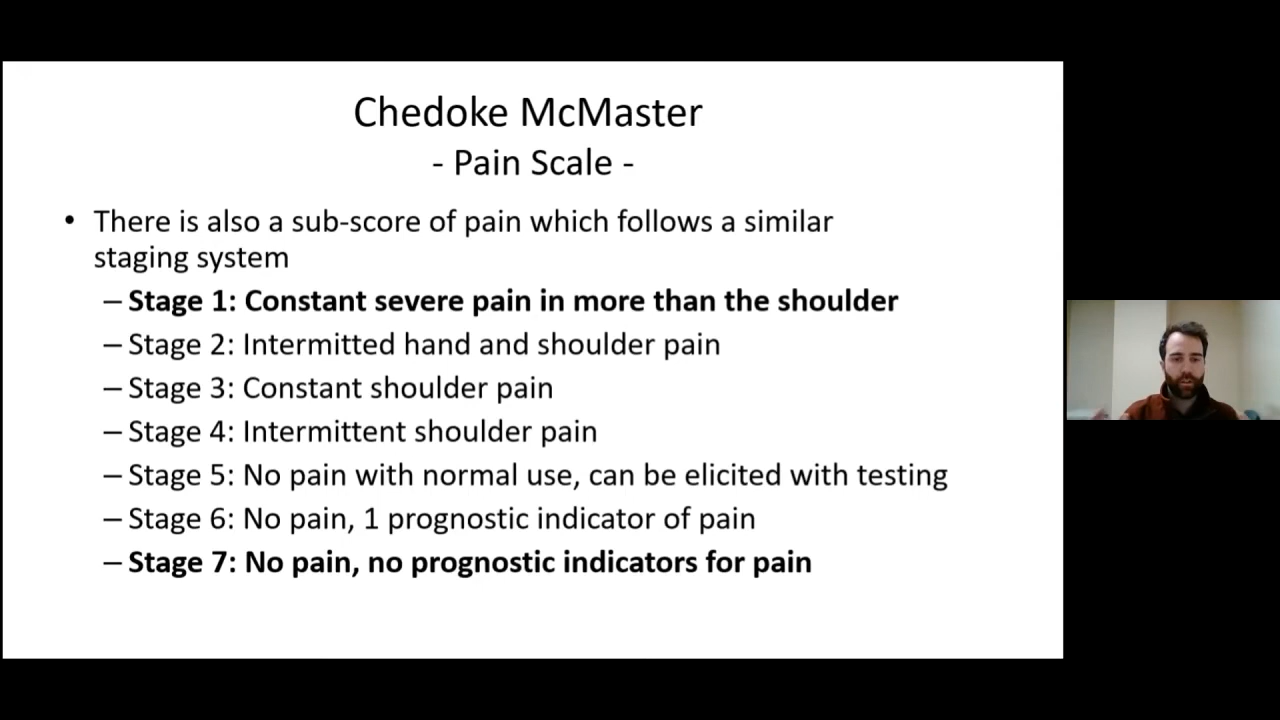 Chedoke McMaster
- Pain Scale -
• There is also a sub-score of pain which follows a similar
staging system
– Stage 1: Constant severe pain in more than the shoulder
– Stage 2: Intermitted hand and shoulder pain
– Stage 3: Constant shoulder pain
– Stage 4: Intermittent shoulder pain
– Stage 5: No pain with normal use, can be elicited with testing
– Stage 6: No pain, 1 prognostic indicator of pain
– Stage 7: No pain, no prognostic indicators for pain